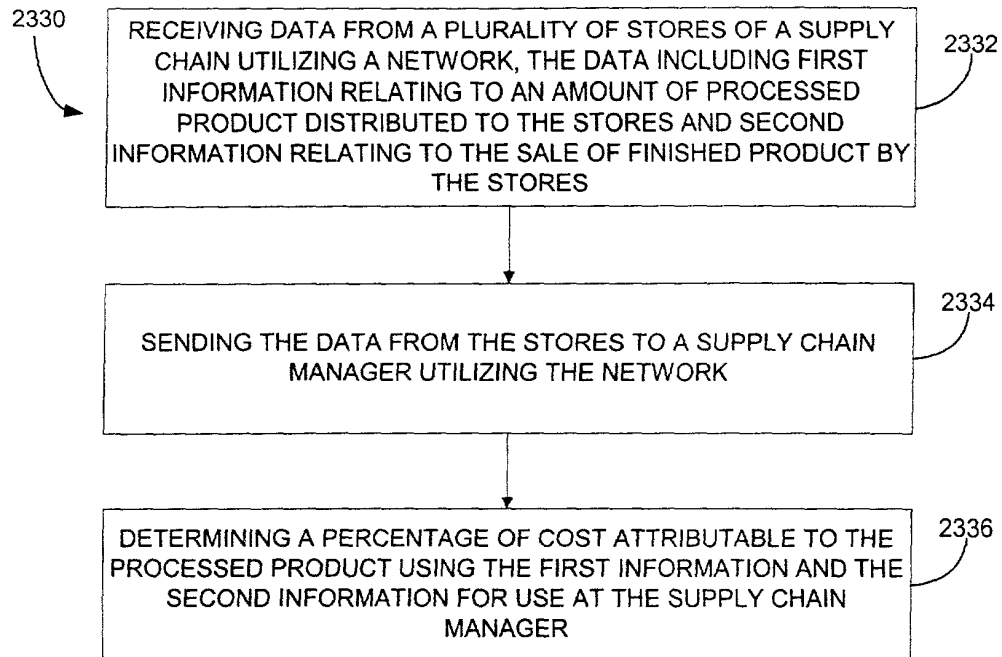 2330
RECEIVING DATA FROM A PLURALITY OF STORES OF A SUPPLY
CHAIN UTILIZING A NETWORK, THE DATA INCLUDING FIRST
INFORMATION RELATING TO AN AMOUNT OF PROCESSED
PRODUCT DISTRIBUTED TO THE STORES AND SECOND
INFORMATION RELATING TO THE SALE OF FINISHED PRODUCT BY
THE STORES
2332
SENDING THE DATA FROM THE STORES TO A SUPPLY CHAIN
MANAGER UTILIZING THE NETWORK
2334
DETERMINING A PERCENTAGE OF COST ATTRIBUTABLE TO THE
PROCESSED PRODUCT USING THE FIRST INFORMATION AND THE
SECOND INFORMATION FOR USE AT THE SUPPLY CHAIN
MANAGER
2336